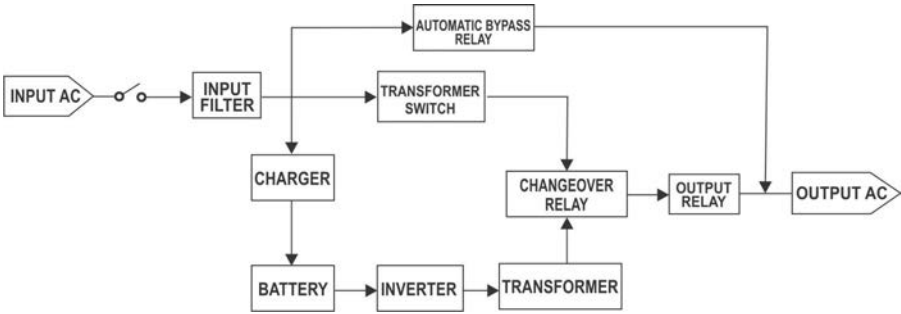 AUTOMATIC BYPASS
RELAY
INPUT AC
INPUT
FILTER
TRANSFORMER
SWITCH
CHARGER
CHANGEOVER
RELAY
OUTPUT
RELAY
OUTPUT AC
BATTERY
INVERTER
TRANSFORMER